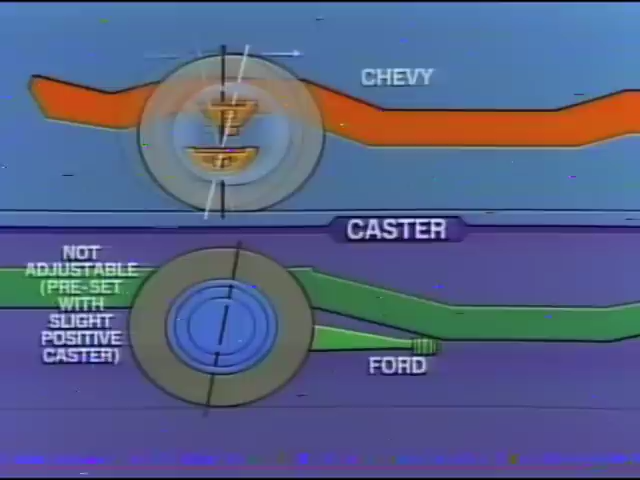 CHEVY
CASTER
NOT
ADJUSTABLE
(PRE-SET
WITH
SLIGHT
POSITIVE
CASTER)
FORD